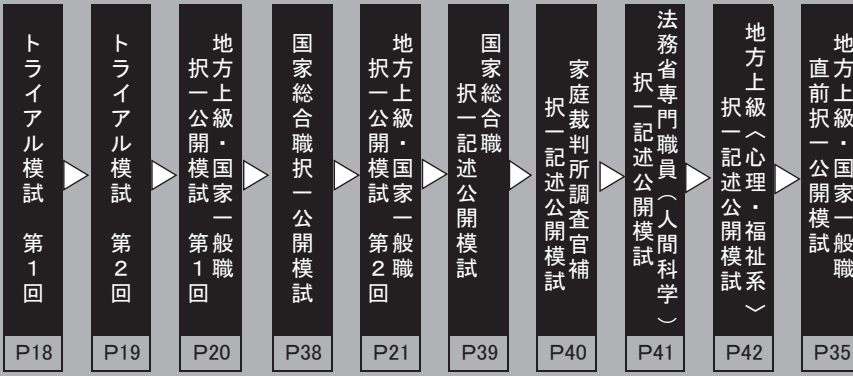 トライアル模試　第1回
P18
トライアル模試　第2回
P19
地方上級・国家一般職
択一公開模試　第1回
P20
国家総合職択一公開模試
P38
地方上級・国家一般職
択一公開模試　第2回
P21
国家総合職
択一記述公開模試
P39
家庭裁判所調査官補
択一記述公開模試
P40
法務省専門職員（人間科学）
択一記述公開模試
P41
地方上級〈心理・福祉系〉
択一記述公開模試
P42
地方上級・国家一般職
直前択一公開模試
P35